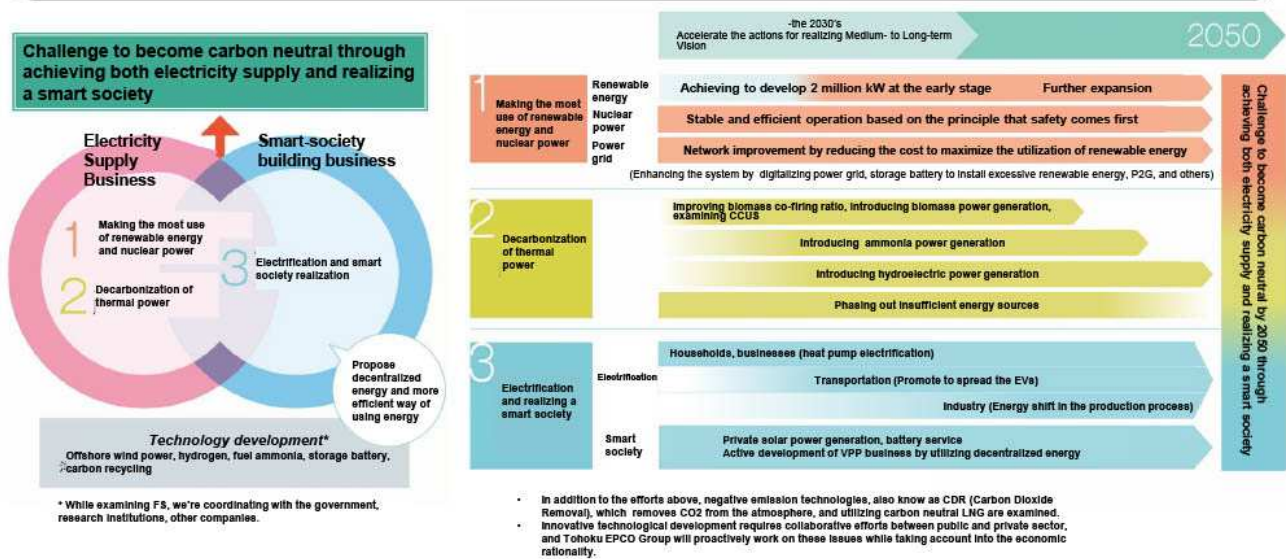 Challenge to become carbon neutral through
achieving both electricity supply and realizing
a smart society
Electricity
Supply
Business
Smart-society
building business
1
Making the most use
of renewable energy
and nuclear power
2
Decarbonization of
thermal power
3
Electrification and smart
society realization
Propose
decentralized
energy and more
efficient way of
using energy
Technology development*
Offshore wind power, hydrogen, fuel ammonia, storage battery,
carbon recycling
* While examining FS, we're coordinating with the government,
research institutions, other companies.
-the 2030's
Accelerate the actions for realizing Medium- to Long-term
Vision
2050
1
Making the most
use of renewable
energy and
nuclear power
Renewable
energy
Achieving to develop 2 million kW at the early stage
Further expansion
Nuclear
power
Stable and efficient operation based on the principle that safety comes first
Power
grid
Network improvement by reducing the cost to maximize the utilization of renewable energy
(Enhancing the system by digitalizing power grid, storage battery to install excessive renewable energy, P2G, and others)
2
Decarbonization
of thermal
power
Improving biomass co-firing ratio, introducing biomass power generation,
examining CCUS
Introducing ammonia power generation
Introducing hydroelectric power generation
Phasing out insufficient energy sources
3
Electrification
and realizing a
smart society
Electrification
Households, businesses (heat pump electrification)
Transportation (Promote to spread the EVs)
Industry (Energy shift in the production process)
Smart
society
Private solar power generation, battery service
Active development of VPP business by utilizing decentralized energy
Challenge to become carbon neutral by 2050 through
achieving both electricity supply and realizing a smart society
• In addition to the efforts above, negative emission technologies, also know as CDR (Carbon Dioxide
Removal), which removes CO2 from the atmosphere, and utilizing carbon neutral LNG are examined.
• Innovative technological development requires collaborative efforts between public and private sector,
and Tohoku EPCO Group will proactively work on these issues while taking account into the economic
rationality.